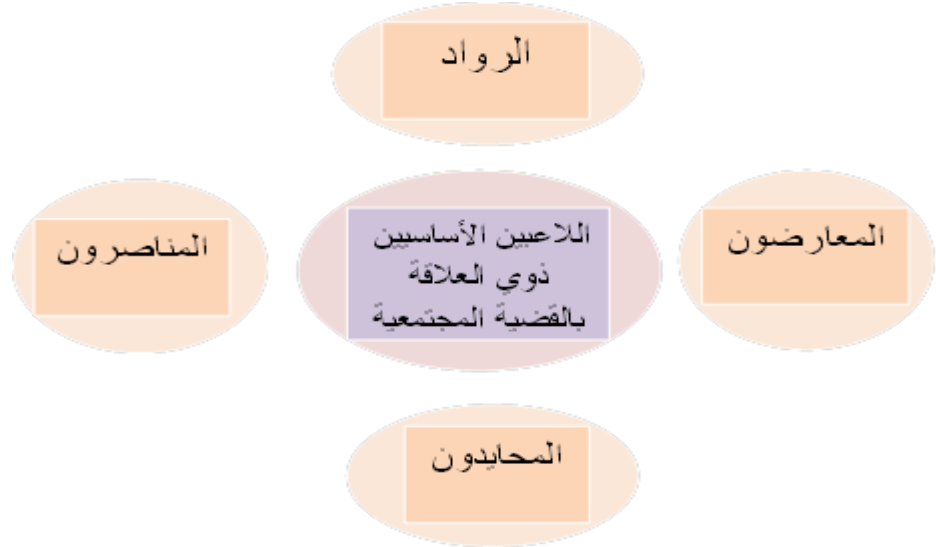 الرواد
المعارضون
اللاعبين الأساسيين
ذوي العلاقة
بالقضية المجتمعية
المناصرون
المحايدون